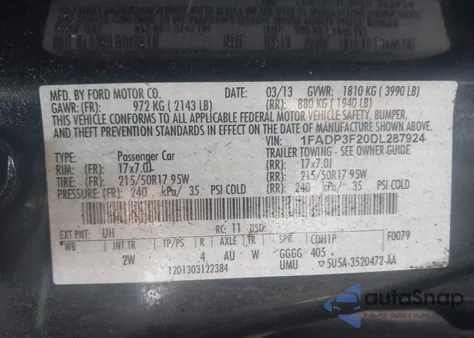 MFD. BY FORD MOTOR CO. DATE: 03/13 GVWR: 1810 KG ( 3990 LB)
GAWR: (FR): 972 KG ( 2143 LB) (RR): 880 KG ( 1940 LB)
THIS VEHICLE CONFORMS TO ALL APPLICABLE FEDERAL MOTOR VEHICLE SAFETY, BUMPER,
AND THEFT PREVENTION STANDARDS IN EFFECT ON THE DATE OF MANUFACTURE SHOWN ABOVE.
VIN: 1FADP3F20DL287924
TYPE: Passenger Car TRAILER TOWING - SEE OWNER GUIDE
RIM: (FR): 17x7.0J (RR): 17x7.0J
TIRE: (FR): 215/50R17 95W (RR): 215/50R17 95W
PRESSURE: (FR): 240 kPa/ 35 PSI COLD (RR): 240 kPa/ 35 PSI COLD
EXT PNT: UH RC: 11 DSO: F0079
WB INT TR TP/PS R AXLE TR SPR CDH1P
2W 4 AU W GGGG 405
T201303122384 UMU 5U5A-3520472-AA
autoSnap